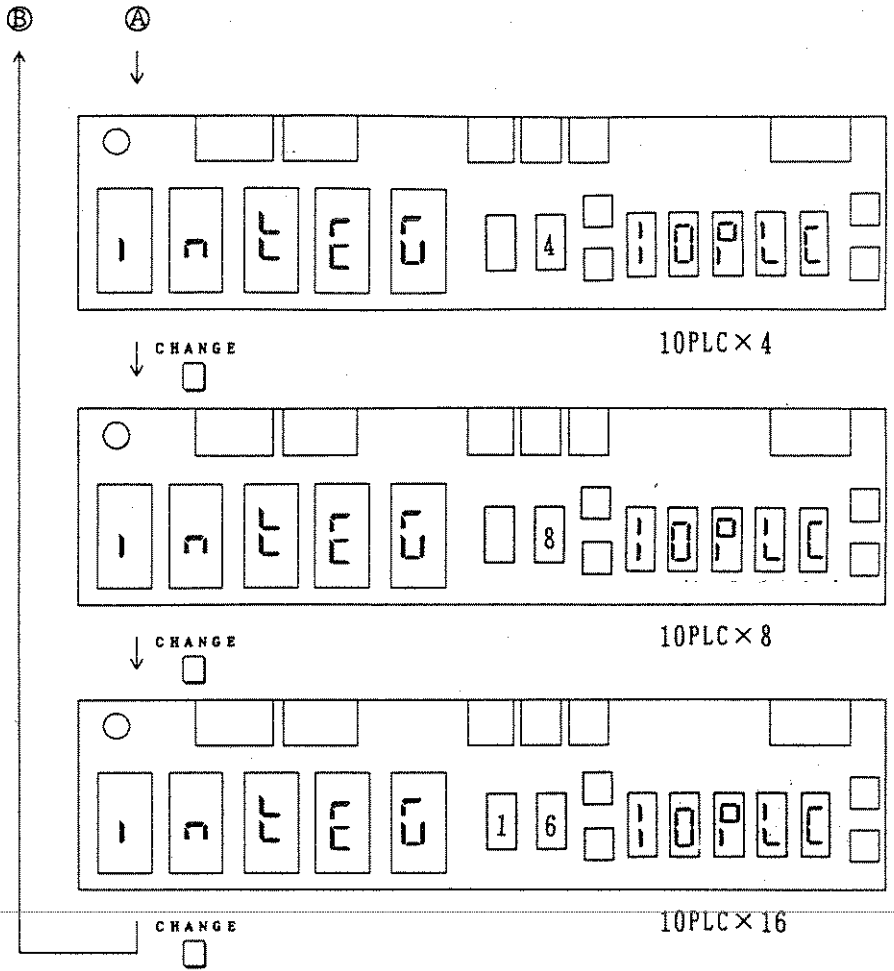 Ⓑ Ⓐ
intEG 4 10PLC
10PLC×4
CHANGE
intEG 8 10PLC
10PLC×8
CHANGE
intEG 16 10PLC
10PLC×16
CHANGE